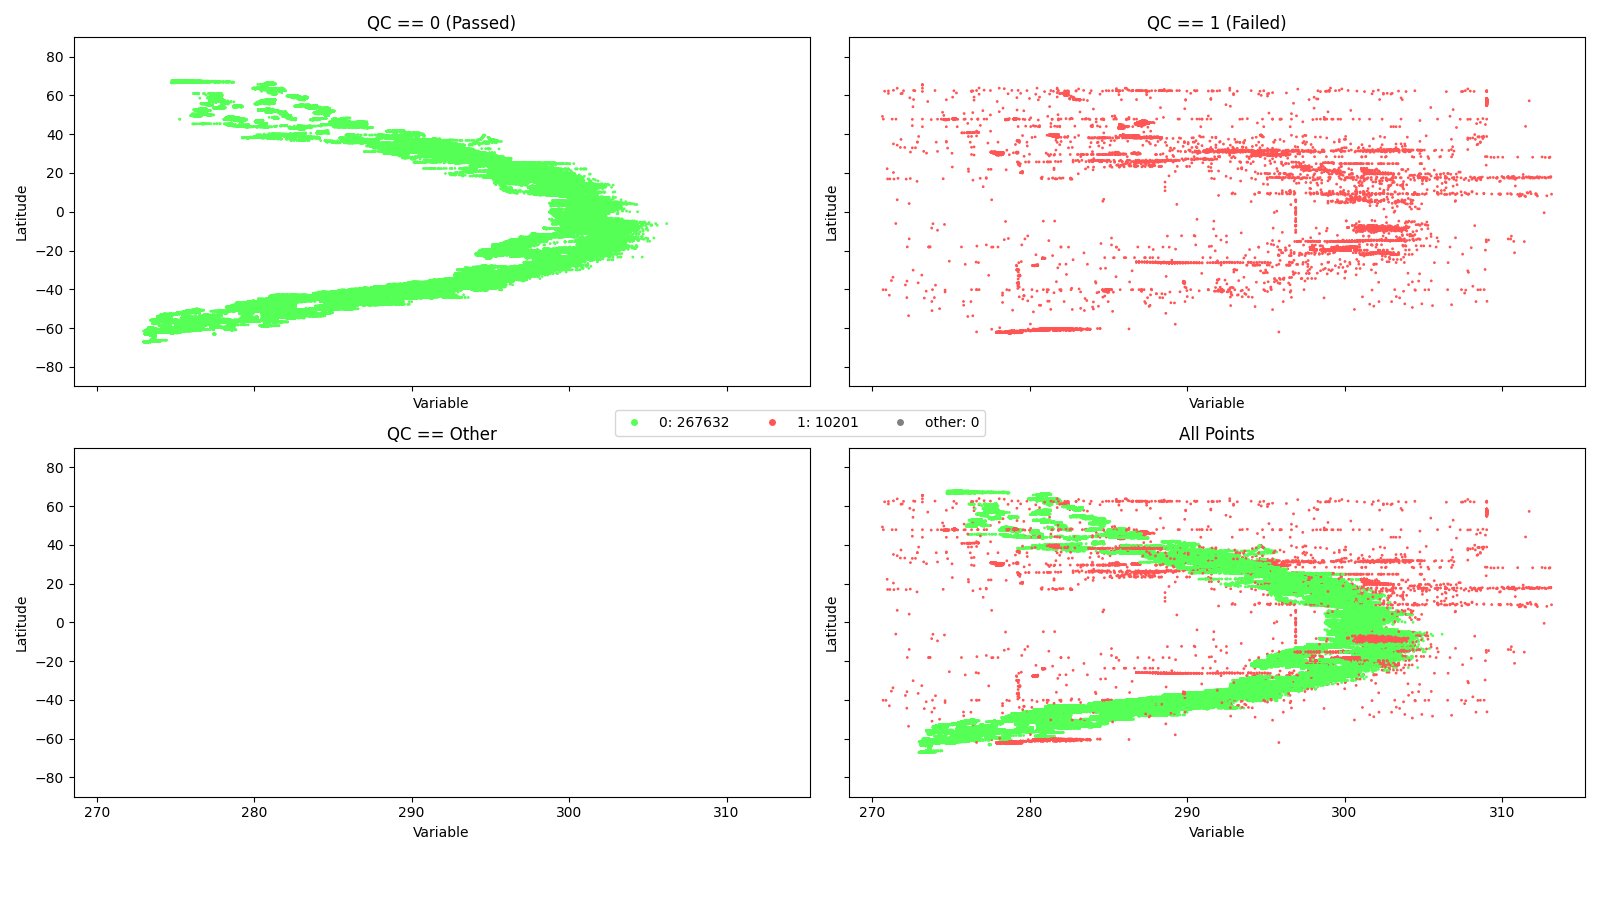 QC == 0 (Passed)
QC == 1 (Failed)
80
60
40
20
0
−20
−40
−60
−80
Latitude
Latitude
Variable
Variable
0: 267632 1: 10201 other: 0
QC == Other
All Points
80
60
40
20
0
−20
−40
−60
−80
Latitude
Latitude
270 280 290 300 310
270 280 290 300 310
Variable
Variable